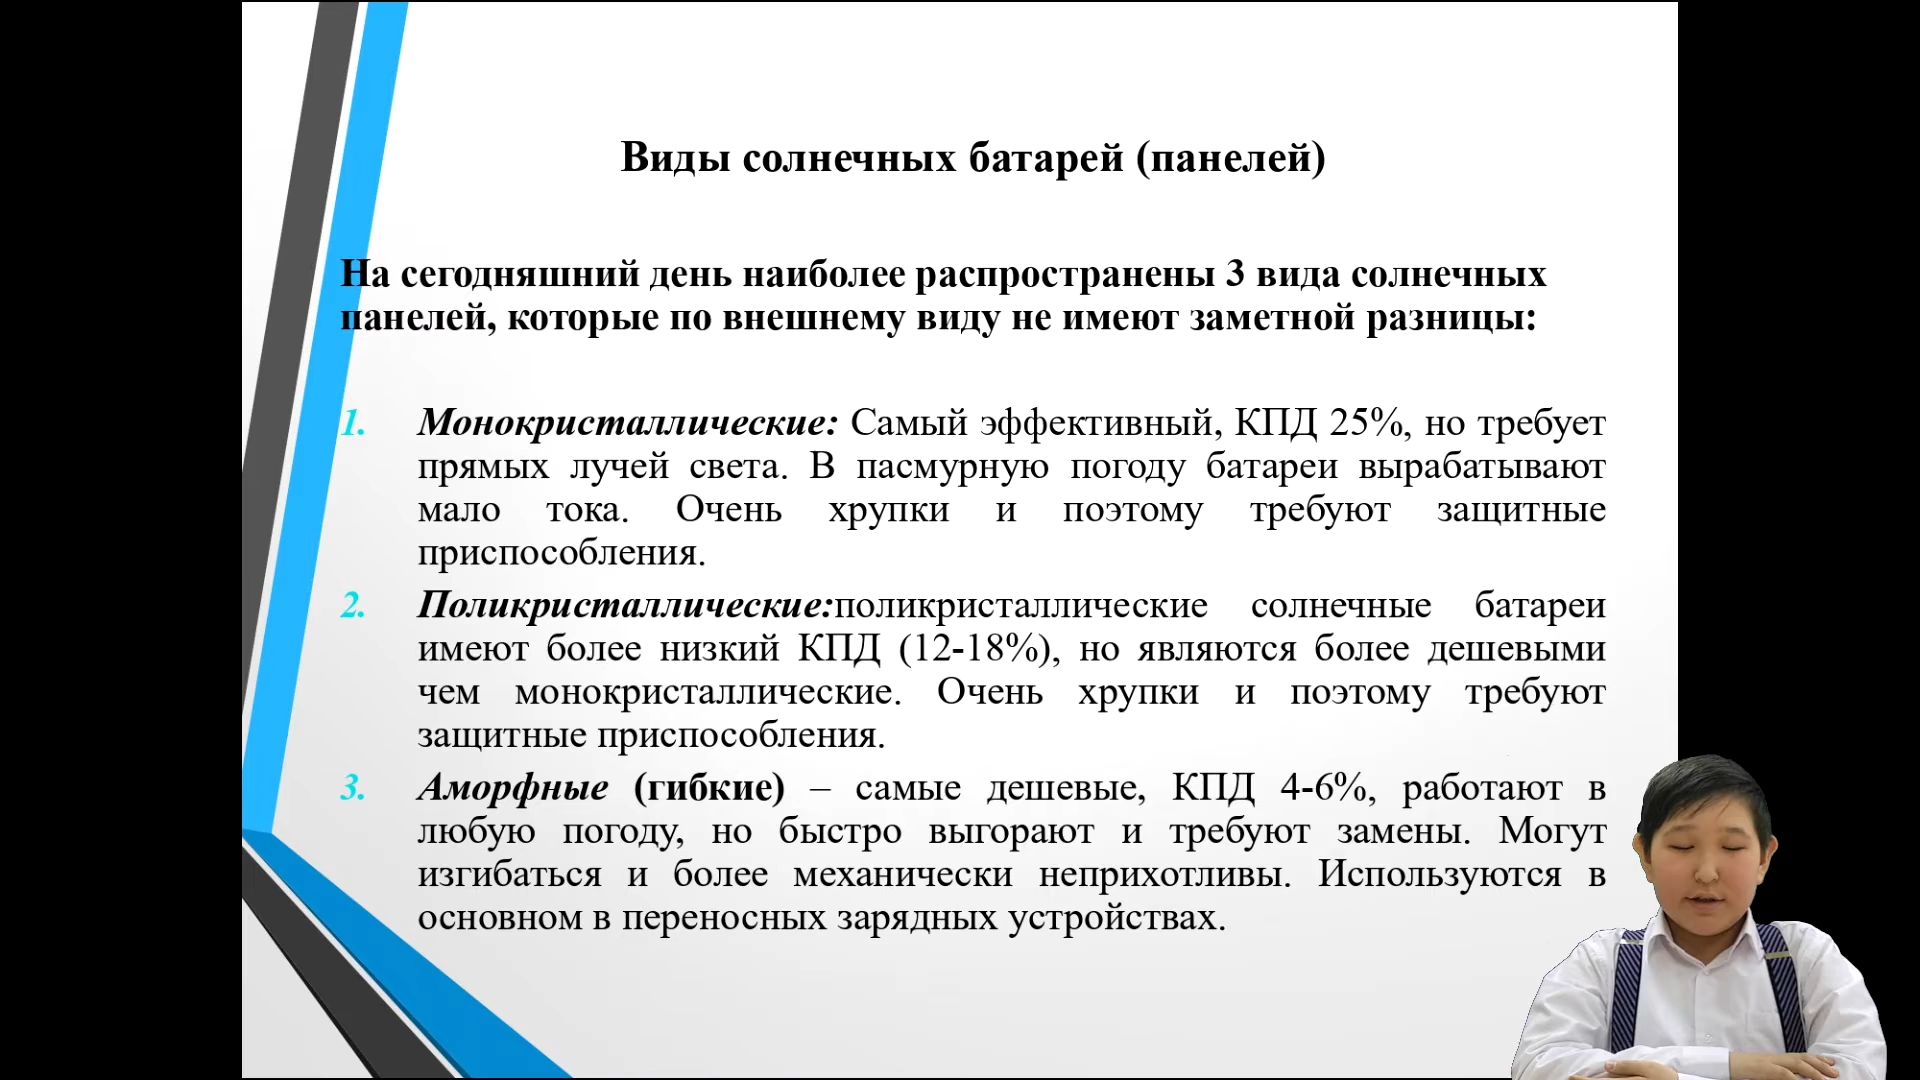 Виды солнечных батарей (панелей)
На сегодняшний день наиболее распространены 3 вида солнечных
панелей, которые по внешнему виду не имеют заметной разницы:
1. Монокристаллические: Самый эффективный, КПД 25%, но требует
прямых лучей света. В пасмурную погоду батареи вырабатывают
мало тока. Очень хрупки и поэтому требуют защитные
приспособления.
2. Поликристаллические:поликристаллические солнечные батареи
имеют более низкий КПД (12-18%), но являются более дешевыми
чем монокристаллические. Очень хрупки и поэтому требуют
защитные приспособления.
3. Аморфные (гибкие) – самые дешевые, КПД 4-6%, работают в
любую погоду, но быстро выгорают и требуют замены. Могут
изгибаться и более механически неприхотливы. Используются в
основном в переносных зарядных устройствах.